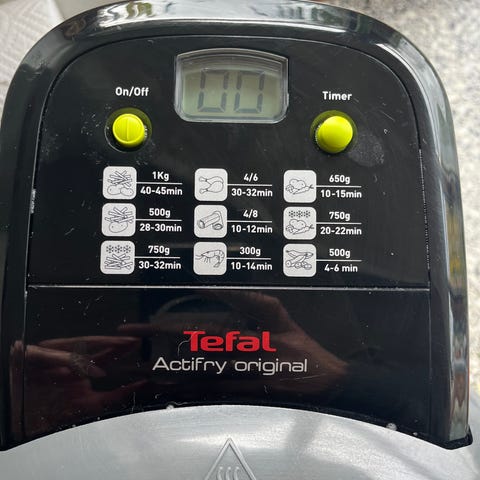 On/Off
00
Timer
1Kg
40-45min
4/6
30-32min
650g
10-15min
500g
28-30min
4/8
10-12min
750g
20-22min
750g
30-32min
300g
10-14min
500g
4-6 min
Tefal
Actifry original